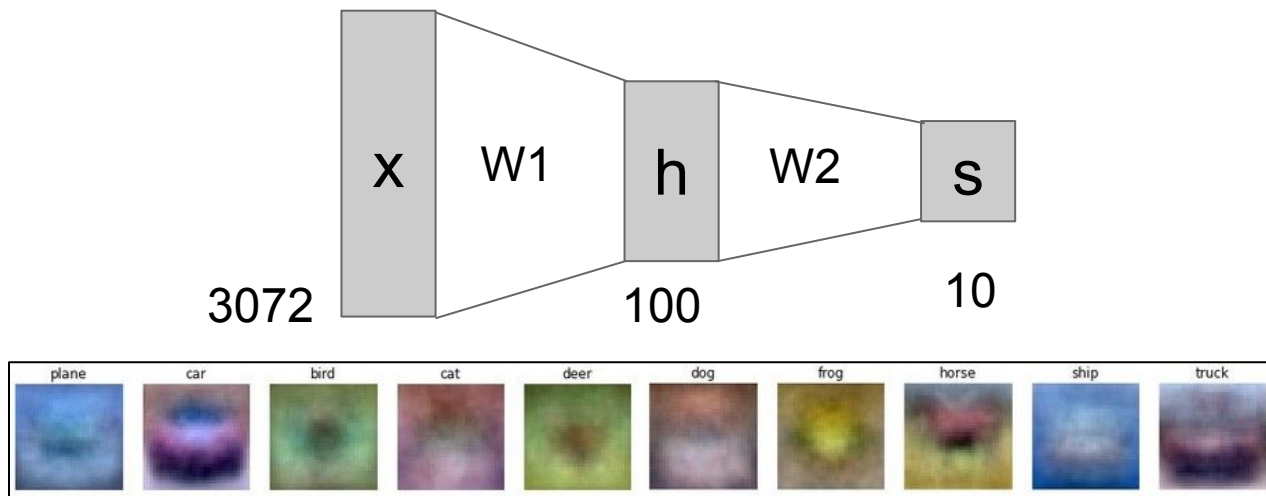 x W1 h W2 s
3072 100 10
plane car bird cat deer dog frog horse ship truck